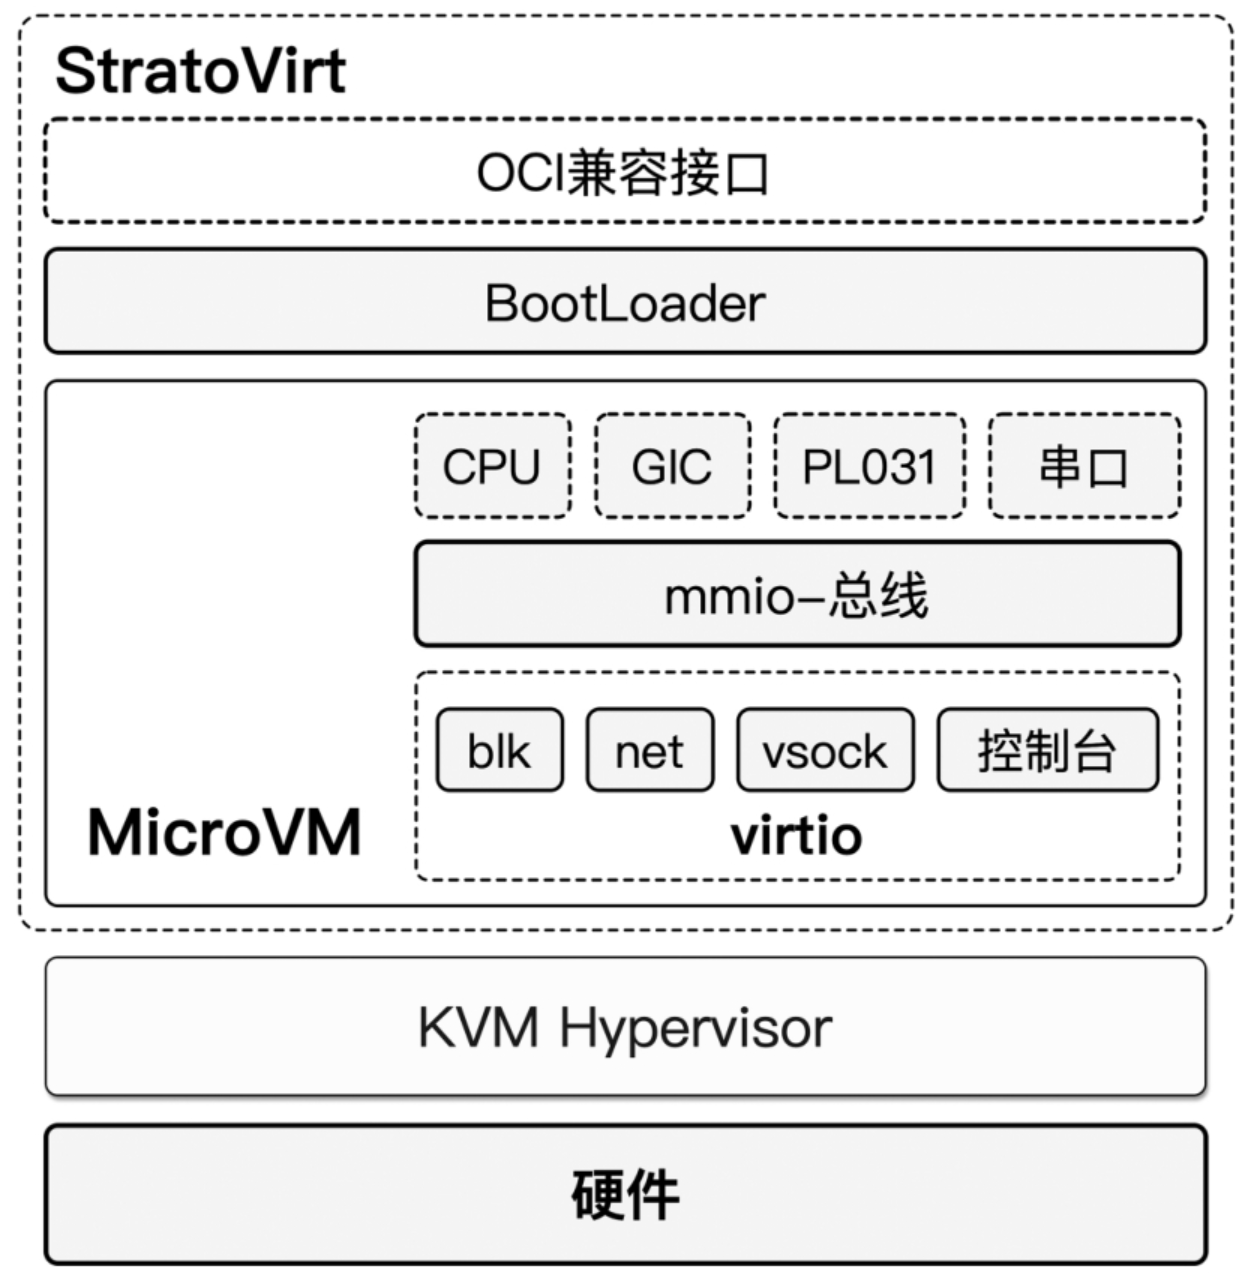 StratoVirt
OCI兼容接口
BootLoader
CPU
GIC
PL031
串口
mmio-总线
blk
net
vsock
控制台
virtio
MicroVM
KVM Hypervisor
硬件